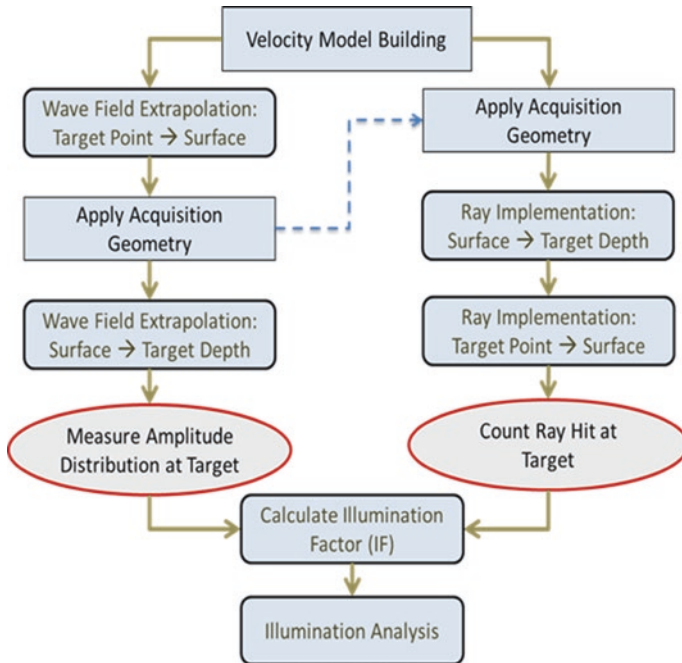 Velocity Model Building
Wave Field Extrapolation:
Target Point → Surface
Apply Acquisition
Geometry
Wave Field Extrapolation:
Surface → Target Depth
Measure Amplitude
Distribution at Target
Apply Acquisition
Geometry
Ray Implementation:
Surface → Target Depth
Ray Implementation:
Target Point → Surface
Count Ray Hit at
Target
Calculate Illumination
Factor (IF)
Illumination Analysis